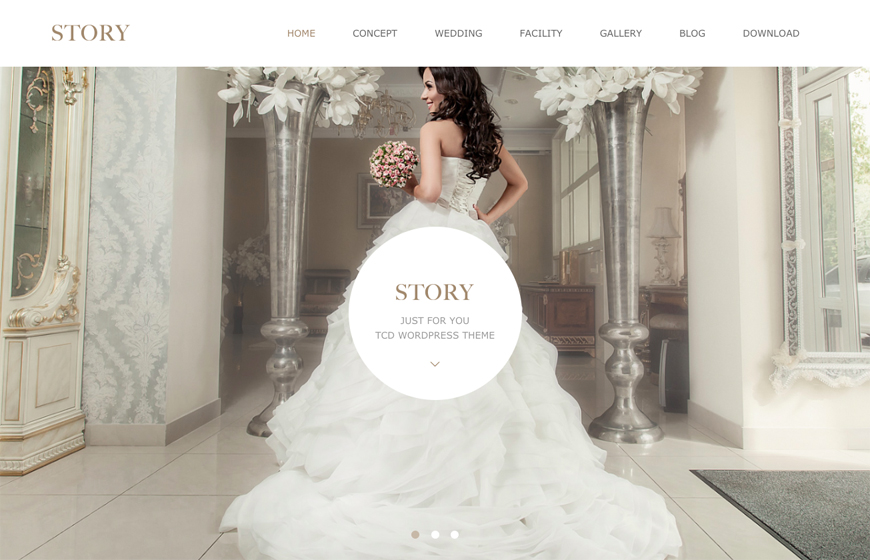 STORY
HOME CONCEPT WEDDING FACILITY GALLERY BLOG DOWNLOAD
STORY
JUST FOR YOU
TCD WORDPRESS THEME